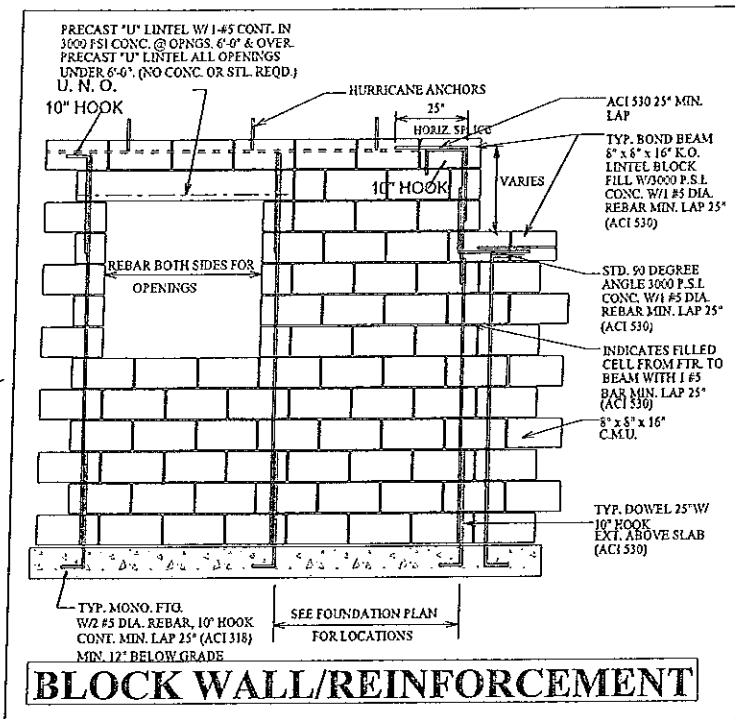 PRECAST "U" LINTEL W/ 1-#5 CONT. IN
3000 PSI CONC. @ OPNGS. 6'-0" & OVER.
PRECAST "U" LINTEL ALL OPENINGS
UNDER 6'-0". (NO CONC. OR STL. REQD.)
U. N. O.
10" HOOK
HURRICANE ANCHORS
25"
HORIZ. SPLICE
ACI 530 25" MIN.
LAP
10" HOOK
VARIES
TYP. BOND BEAM
8" x 8" x 16" K.O.
LINTEL BLOCK
FILL W/3000 P.S.I.
CONC. W/1 #5 DIA.
REBAR MIN. LAP 25"
(ACI 530)
REBAR BOTH SIDES FOR
OPENINGS
STD. 90 DEGREE
ANGLE 3000 P.S.I.
CONC. W/1 #5 DIA.
REBAR MIN. LAP 25"
(ACI 530)
INDICATES FILLED
CELL FROM FTR. TO
BEAM WITH 1 #5
BAR MIN. LAP 25"
(ACI 530)
8" x 8" x 16"
C.M.U.
TYP. DOWEL 25" W/
10" HOOK
EXT. ABOVE SLAB
(ACI 530)
TYP. MONO. FTG.
W/2 #5 DIA. REBAR, 10" HOOK
CONT. MIN. LAP 25" (ACI 318)
MIN. 12" BELOW GRADE
SEE FOUNDATION PLAN
FOR LOCATIONS
BLOCK WALL/REINFORCEMENT